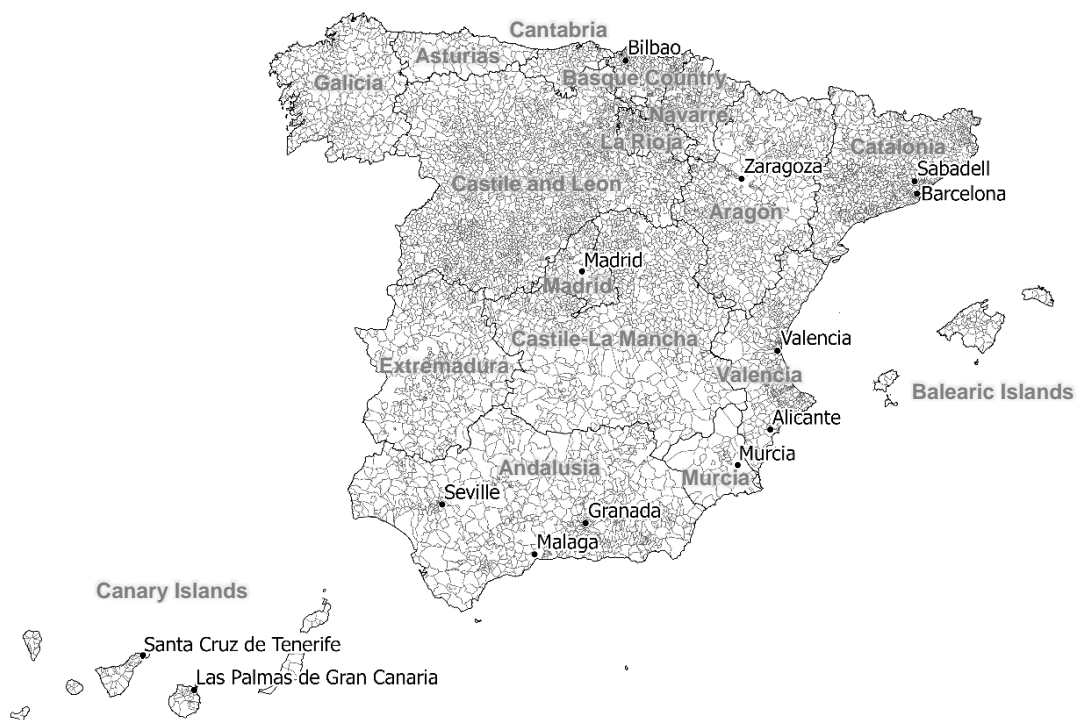 Cantabria
Bilbao
Asturias
Basque Country
Galicia
Navarre
La Rioja
Catalonia
Zaragoza
Sabadell
Castile and Leon
Barcelona
Aragon
Madrid
Madrid
Castile-La Mancha
Valencia
Extremadura
Valencia
Balearic Islands
Alicante
Murcia
Andalusia
Murcia
Seville
Granada
Malaga
Canary Islands
Santa Cruz de Tenerife
Las Palmas de Gran Canaria